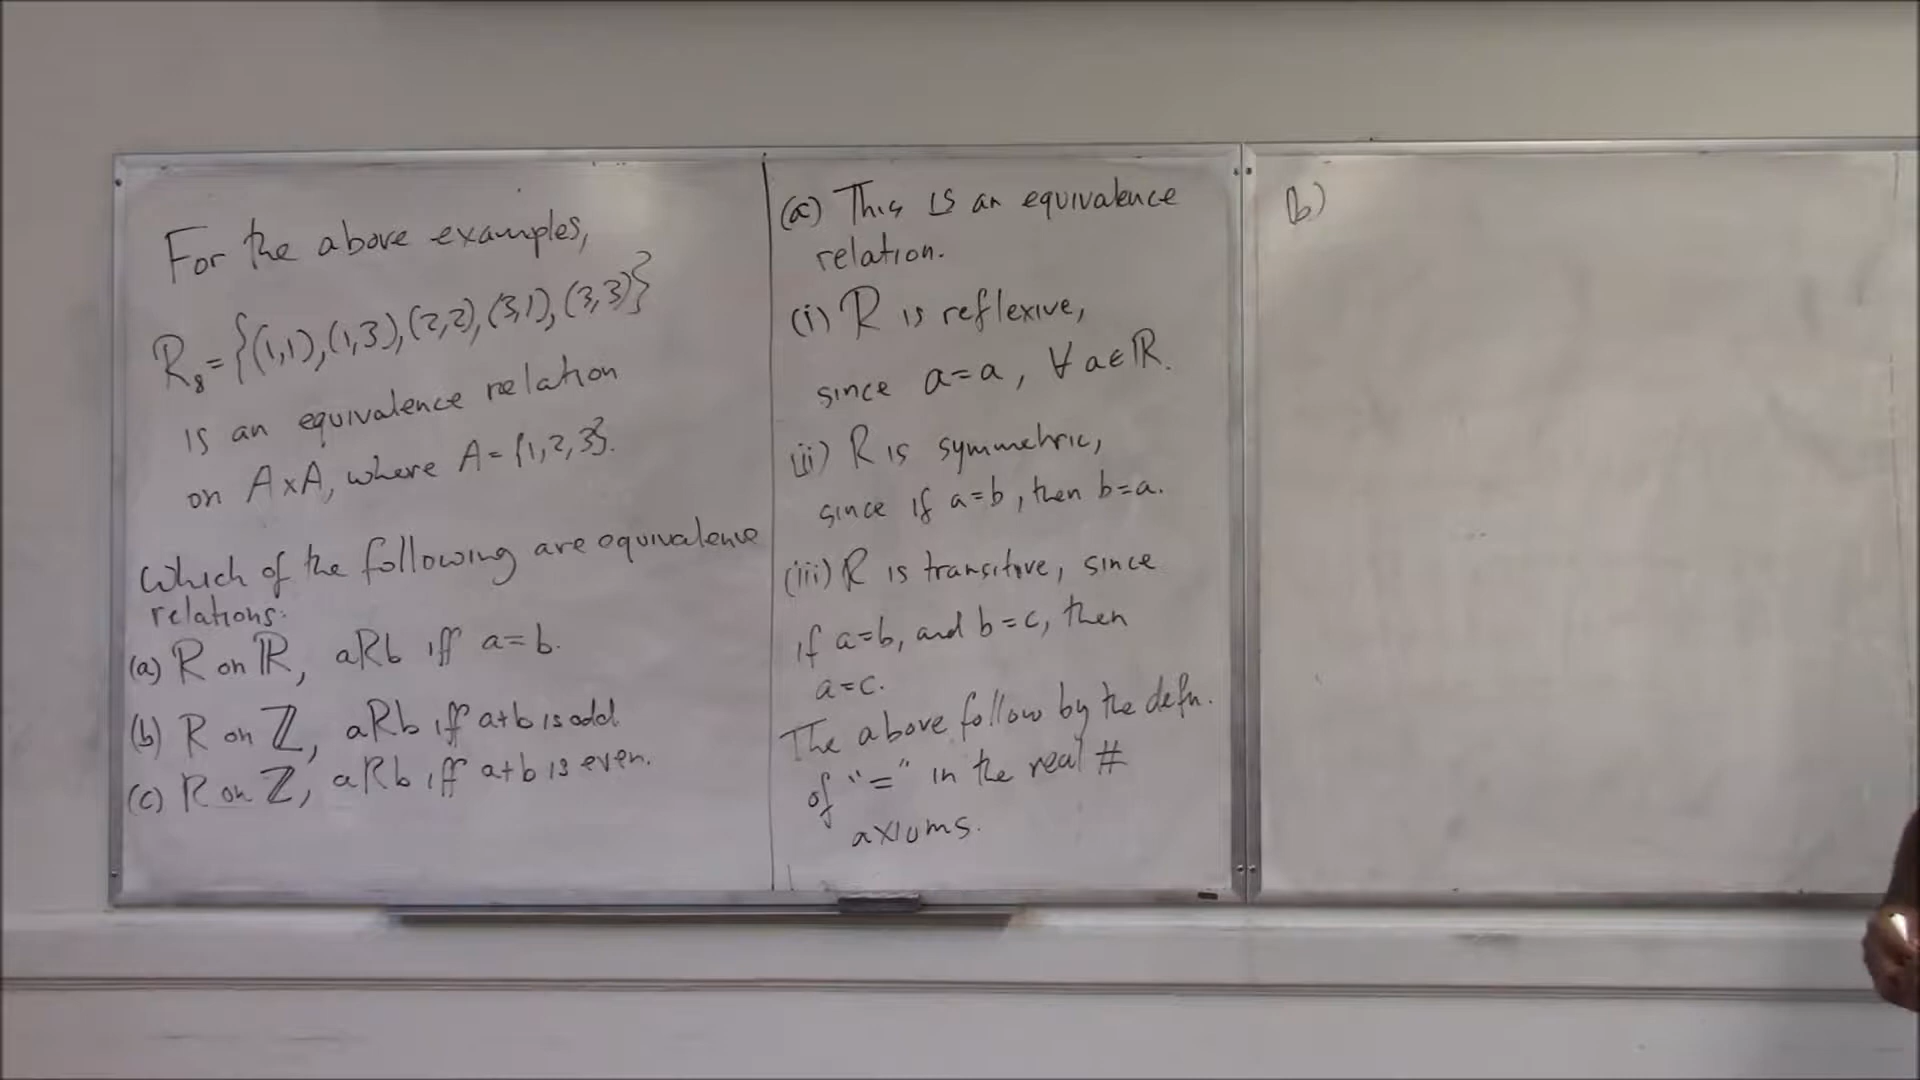 For the above examples,
R₈ = {(1,1), (1,3), (2,2), (3,1), (3,3)}
is an equivalence relation
on A×A, where A = {1,2,3}.
Which of the following are equivalence
relations:
(a) R on ℝ, aRb iff a=b.
(b) R on ℤ, aRb iff a+b is odd
(c) R on ℤ, aRb iff a+b is even.
(a) This is an equivalence
relation.
(i) R is reflexive,
since a=a, ∀ a∈ℝ.
(ii) R is symmetric,
since if a=b, then b=a.
(iii) R is transitive, since
if a=b, and b=c, then
a=c.
The above follow by the defn.
of "=" in the real #
axioms.
(b)